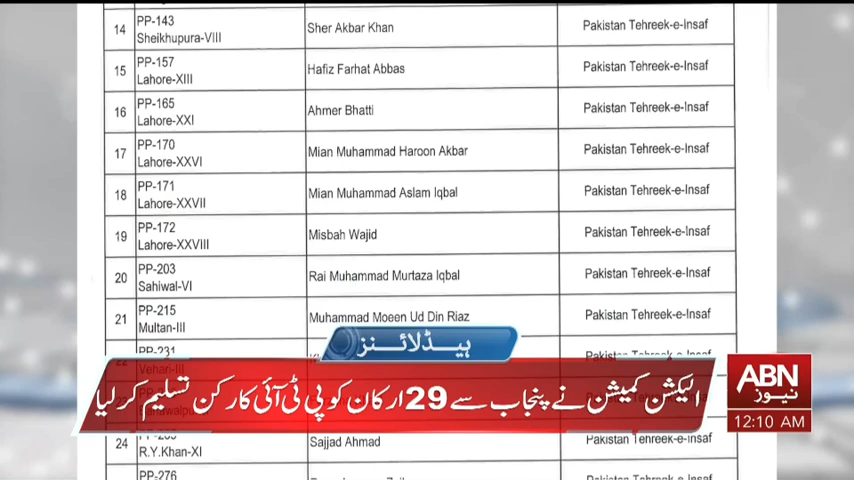 14 PP-143 Sheikhupura-VIII Sher Akbar Khan Pakistan Tehreek-e-Insaf
15 PP-157 Lahore-XIII Hafiz Farhat Abbas Pakistan Tehreek-e-Insaf
16 PP-165 Lahore-XXI Ahmer Bhatti Pakistan Tehreek-e-Insaf
17 PP-170 Lahore-XXVI Mian Muhammad Haroon Akbar Pakistan Tehreek-e-Insaf
18 PP-171 Lahore-XXVII Mian Muhammad Aslam Iqbal Pakistan Tehreek-e-Insaf
19 PP-172 Lahore-XXVIII Misbah Wajid Pakistan Tehreek-e-Insaf
20 PP-203 Sahiwal-VI Rai Muhammad Murtaza Iqbal Pakistan Tehreek-e-Insaf
21 PP-215 Multan-III Muhammad Moeen Ud Din Riaz Pakistan Tehreek-e-Insaf
ہیڈلائنز
22 PP-231 Vehari-III Pakistan Tehreek-e-Insaf
الیکشن کمیشن نے پنجاب سے 29 ارکان کو پی ٹی آئی کا رکن تسلیم کر لیا
ABN
نیوز
12:10 AM
24 R.Y.Khan-XI Sajjad Ahmad Pakistan Tehreek-e-Insaf
PP-276